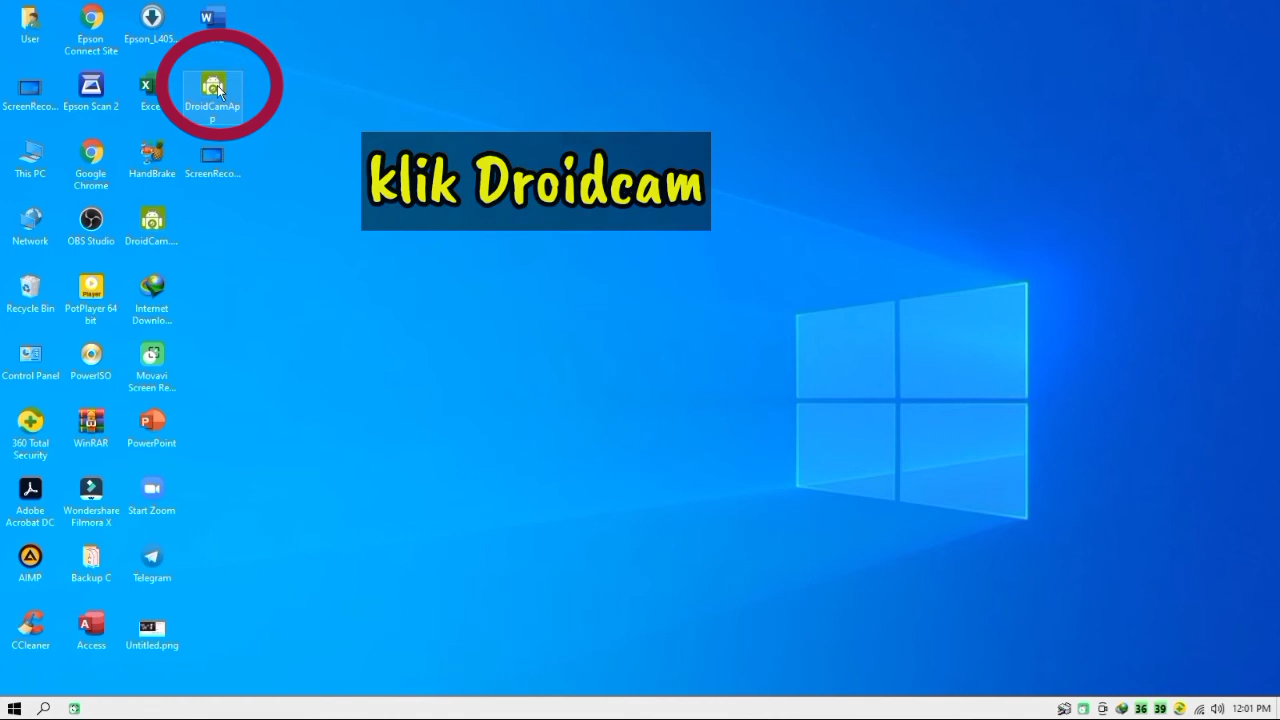 User
Epson
Connect Site
Epson_L405...
ScreenReco...
Epson Scan 2
DroidCamAp
p
klik Droidcam
This PC
Google
Chrome
HandBrake
ScreenReco...
Network
OBS Studio
DroidCam....
Recycle Bin
PotPlayer 64
bit
Internet
Downlo...
Control Panel
PowerISO
Movavi
Screen Re...
360 Total
Security
WinRAR
PowerPoint
Adobe
Acrobat DC
Wondershare
Filmora X
Start Zoom
AIMP
Backup C
Telegram
CCleaner
Access
Untitled.png
36
39
12:01 PM